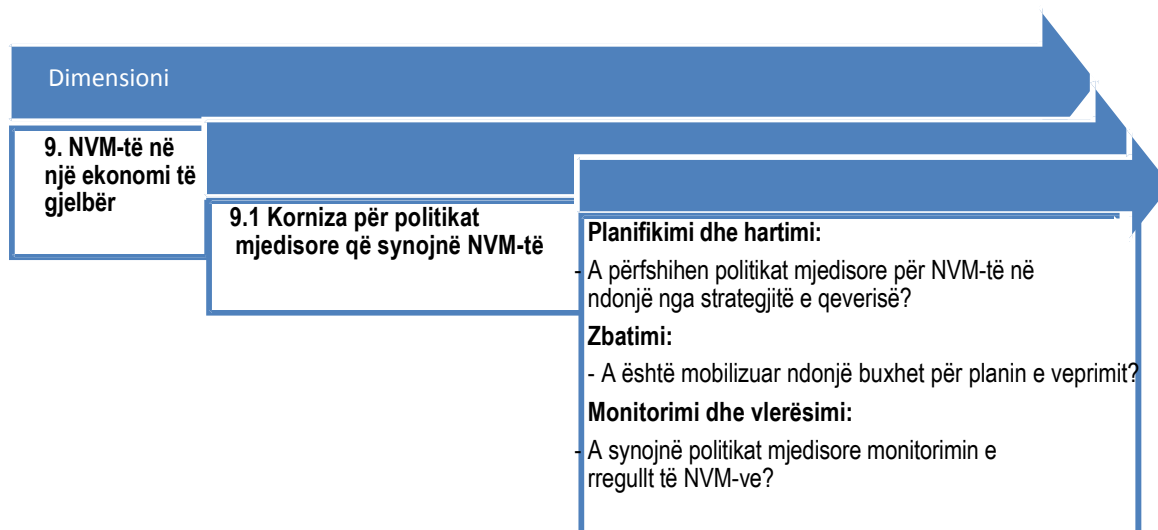 Dimensioni
9. NVM-të në
një ekonomi të
gjelbër
9.1 Korniza për politikat
mjedisore që synojnë NVM-të
Planifikimi dhe hartimi:
- A përfshihen politikat mjedisore për NVM-të në
ndonjë nga strategjitë e qeverisë?
Zbatimi:
- A është mobilizuar ndonjë buxhet për planin e veprimit?
Monitorimi dhe vlerësimi:
- A synojnë politikat mjedisore monitorimin e
rregullt të NVM-ve?